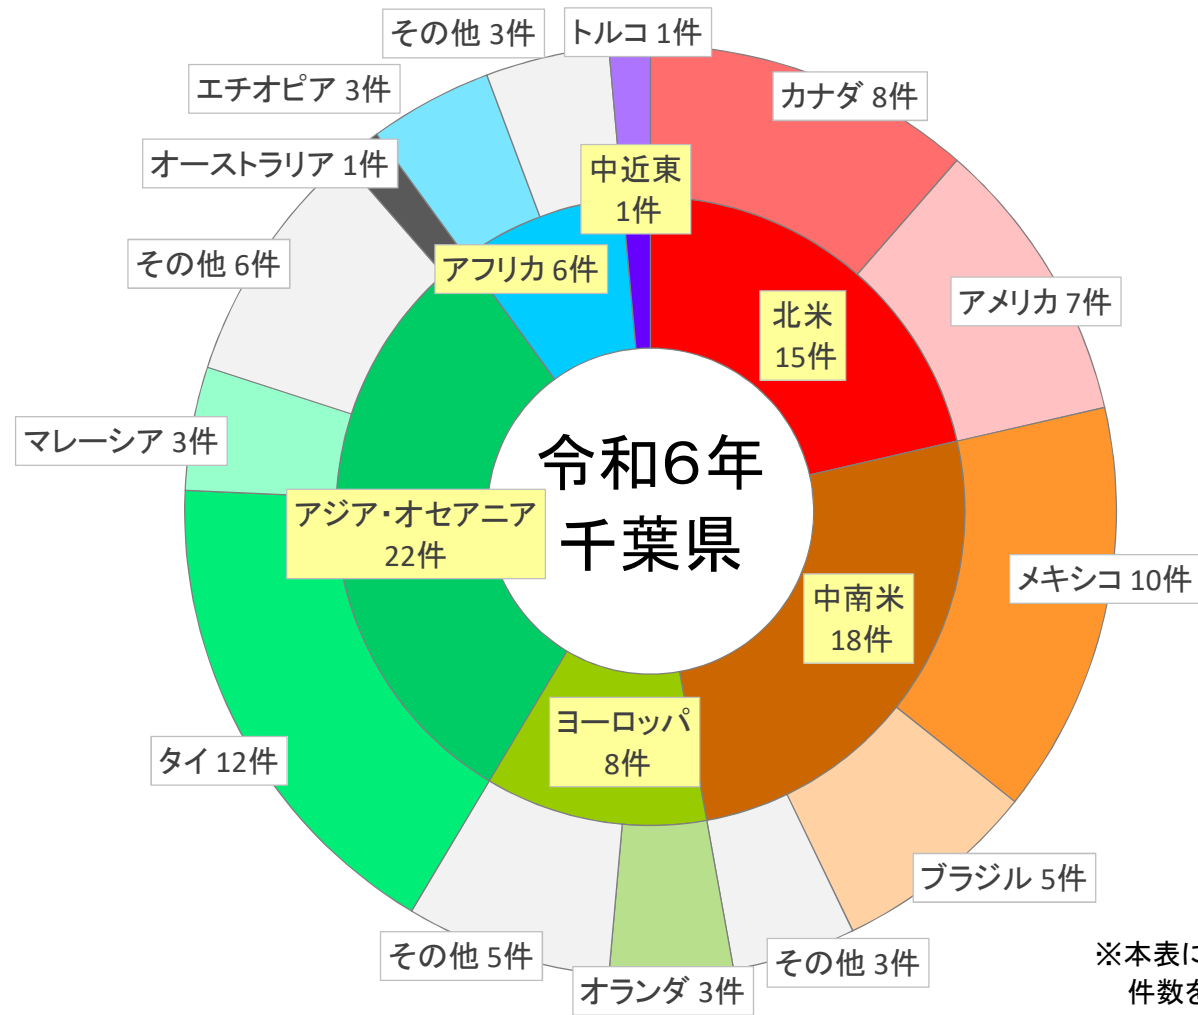 その他 3件
トルコ 1件
エチオピア 3件
カナダ 8件
オーストラリア 1件
中近東
1件
その他 6件
アフリカ 6件
アメリカ 7件
北米
15件
マレーシア 3件
令和6年
千葉県
アジア・オセアニア
22件
メキシコ 10件
中南米
18件
ヨーロッパ
8件
タイ 12件
ブラジル 5件
その他 5件
オランダ 3件
その他 3件
※本表に
件数を